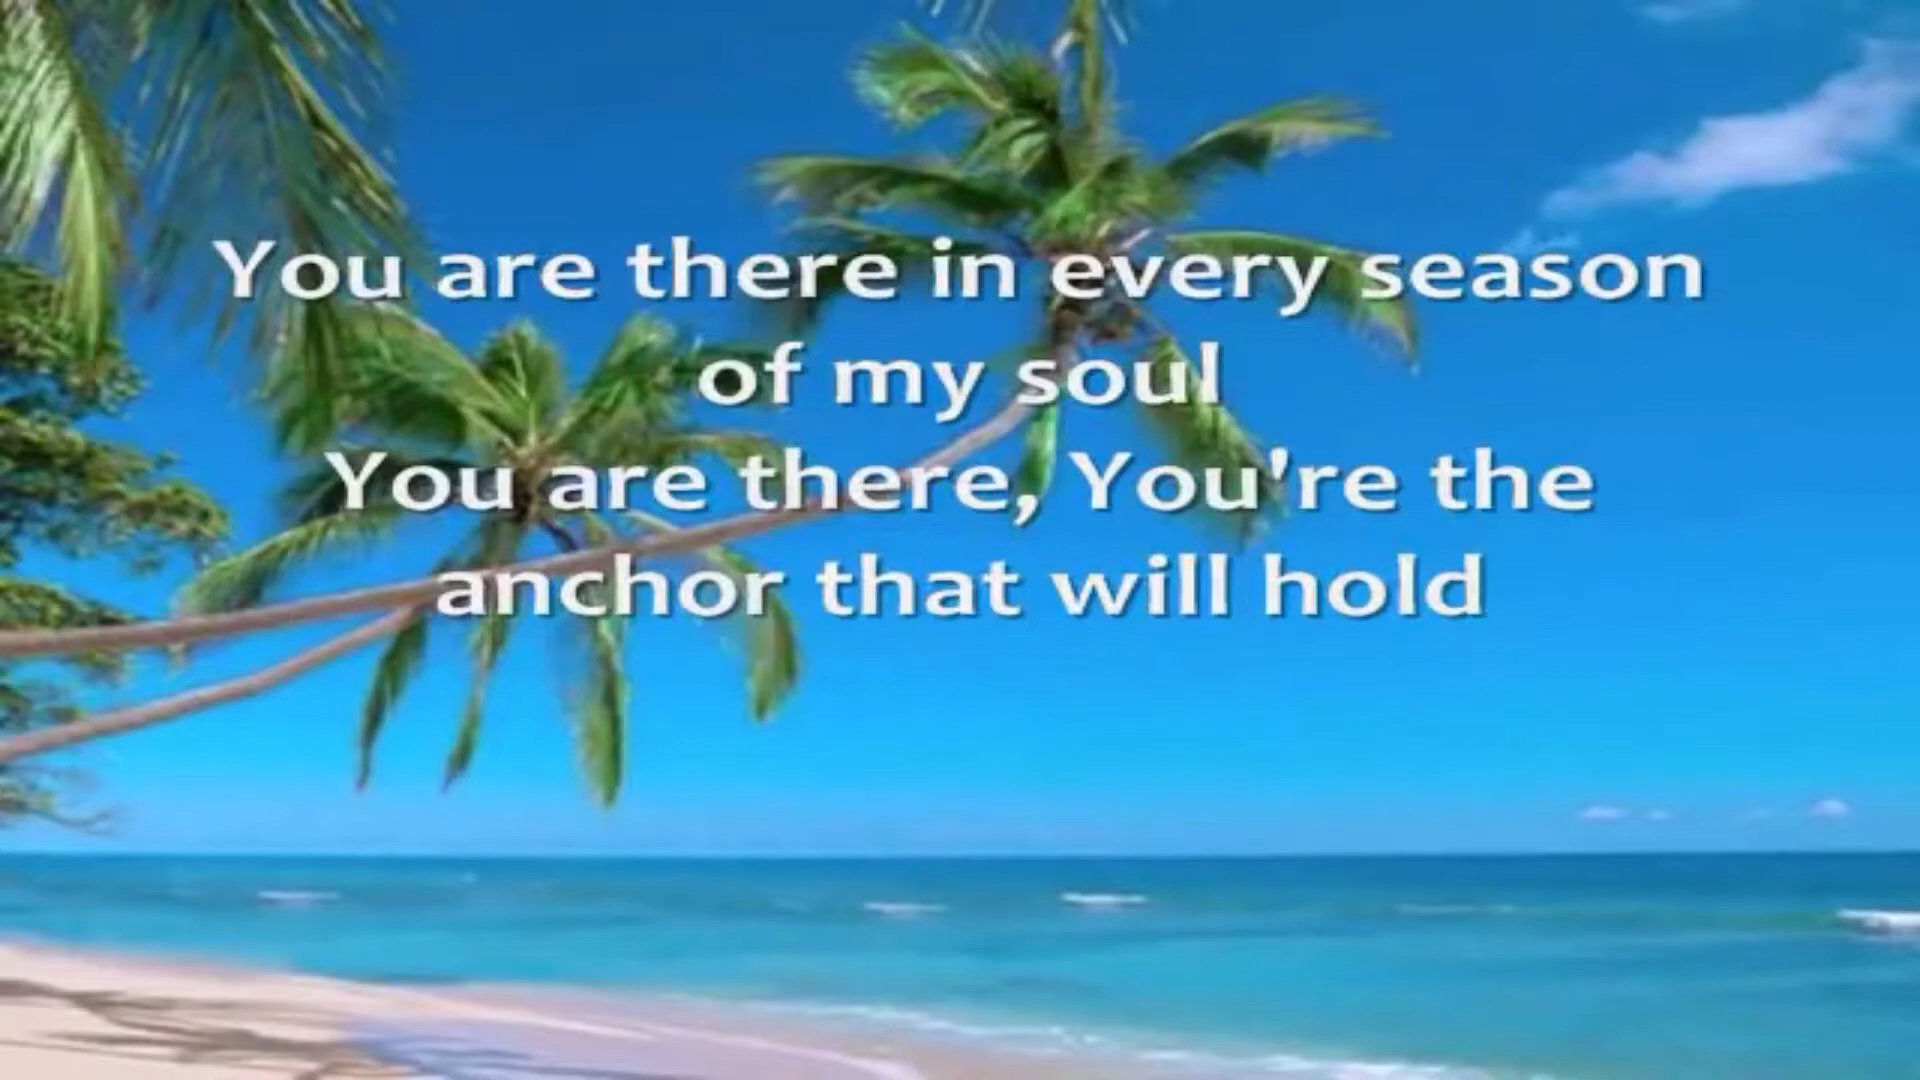 You are there in every season
of my soul
You are there, You're the
anchor that will hold